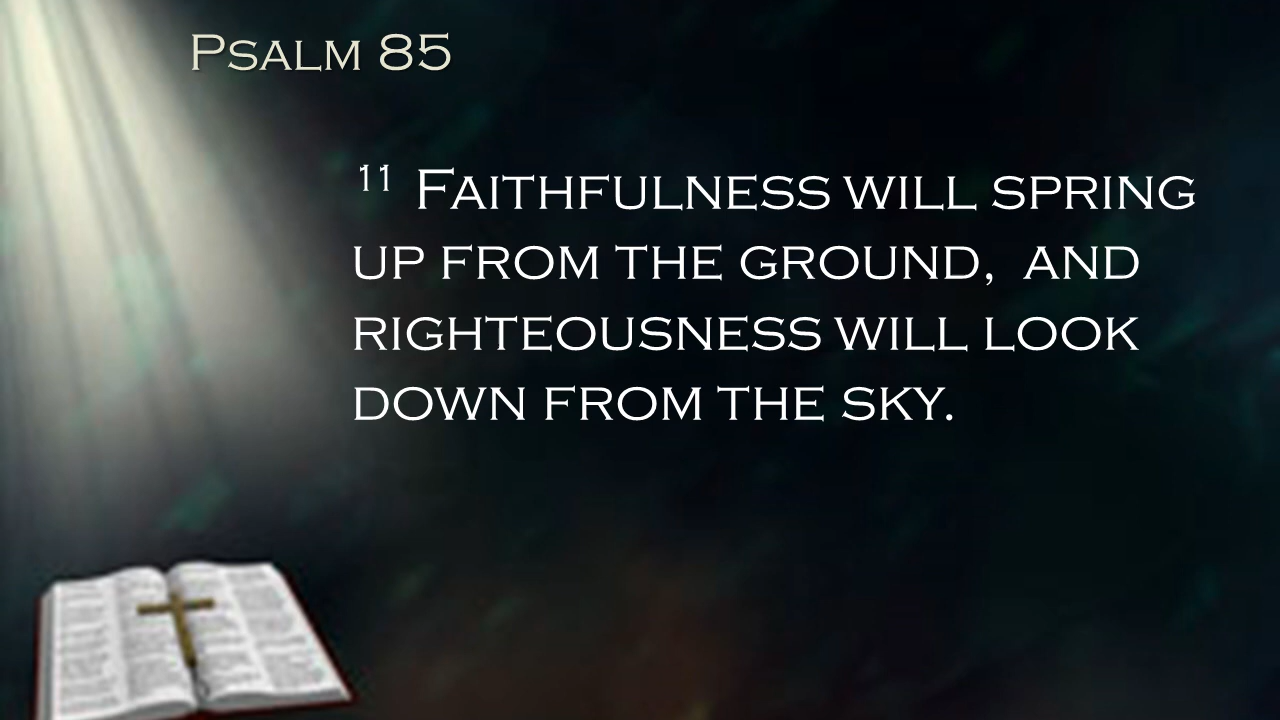 Psalm 85
11 Faithfulness will spring
up from the ground, and
righteousness will look
down from the sky.